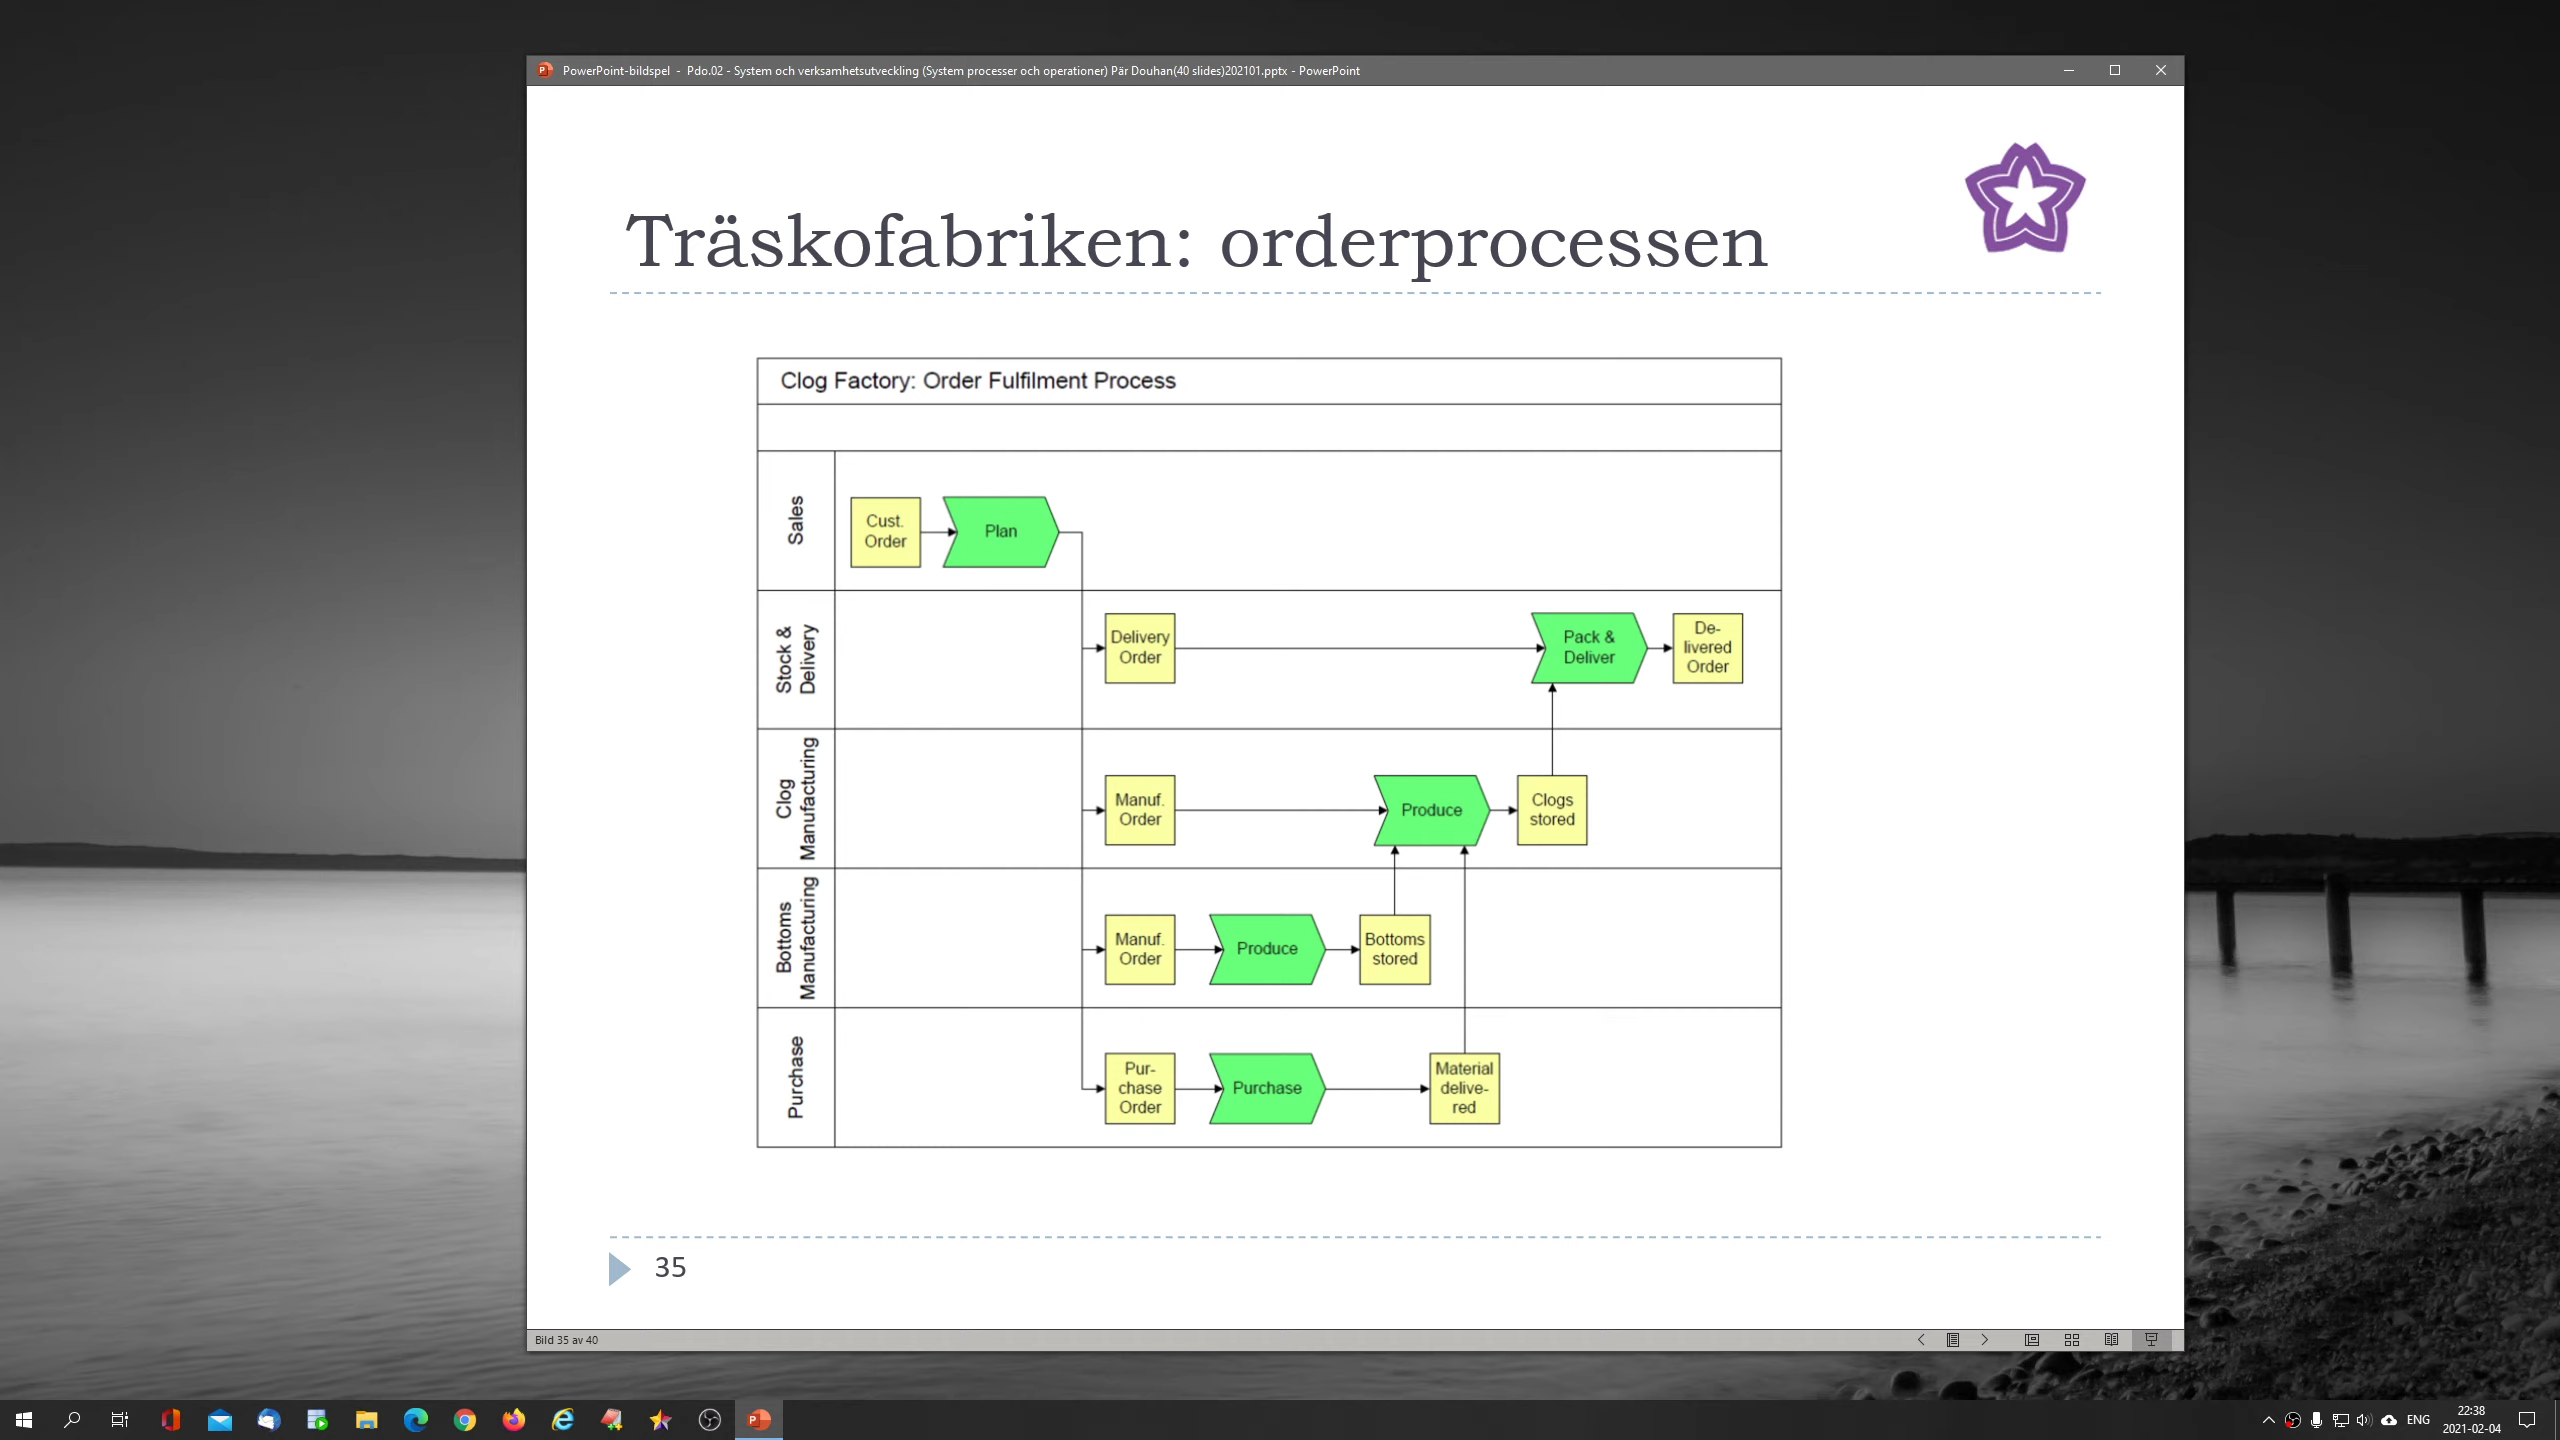 PowerPoint-bildspel - Pdo.02 - System och verksamhetsutveckling (System processer och operationer) Pär Douhan(40 slides)202101.pptx - PowerPoint
Träskofabriken: orderprocessen
Clog Factory: Order Fulfilment Process
Sales
Cust.
Order
Plan
Stock &
Delivery
Delivery
Order
Pack &
Deliver
De-
livered
Order
Clog
Manufacturing
Manuf.
Order
Produce
Clogs
stored
Bottoms
Manufacturing
Manuf.
Order
Produce
Bottoms
stored
Purchase
Pur-
chase
Order
Purchase
Material
delive-
red
35
Bild 35 av 40
ENG
22:38
2021-02-04